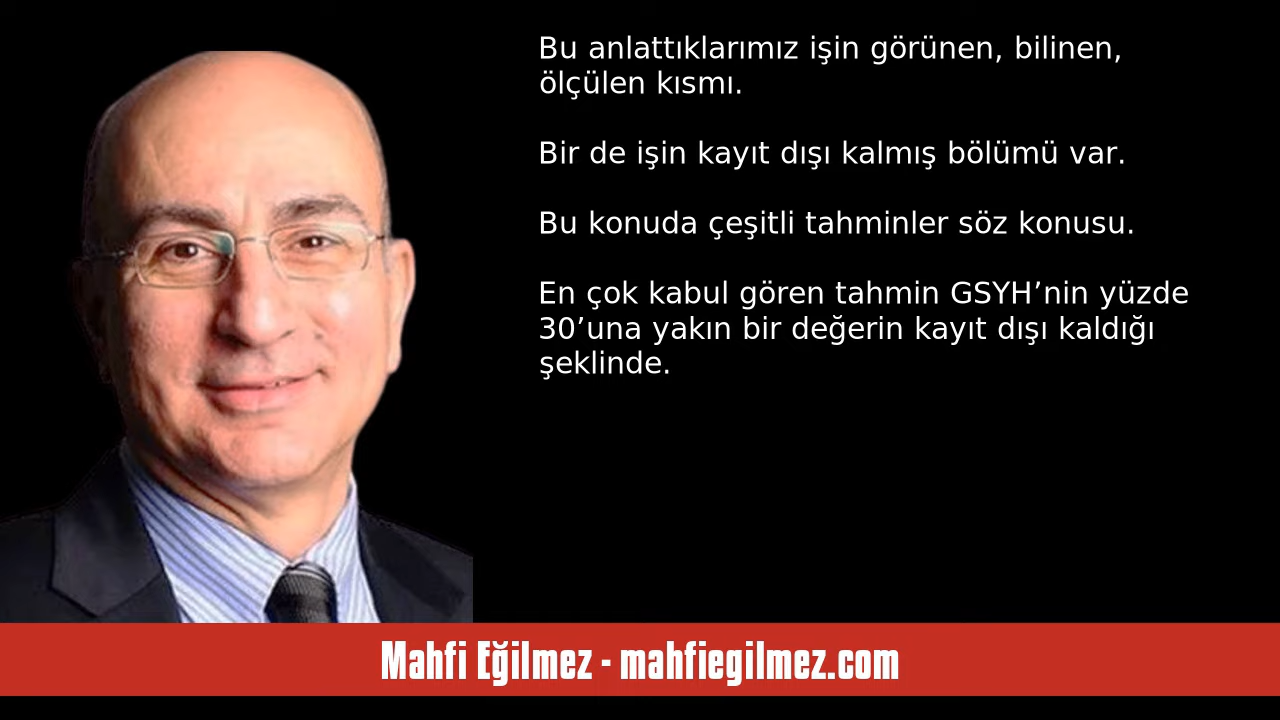 Bu anlattıklarımız işin görünen, bilinen,
ölçülen kısmı.
Bir de işin kayıt dışı kalmış bölümü var.
Bu konuda çeşitli tahminler söz konusu.
En çok kabul gören tahmin GSYH’nin yüzde
30’una yakın bir değerin kayıt dışı kaldığı
şeklinde.
Mahfi Eğilmez - mahfiegilmez.com